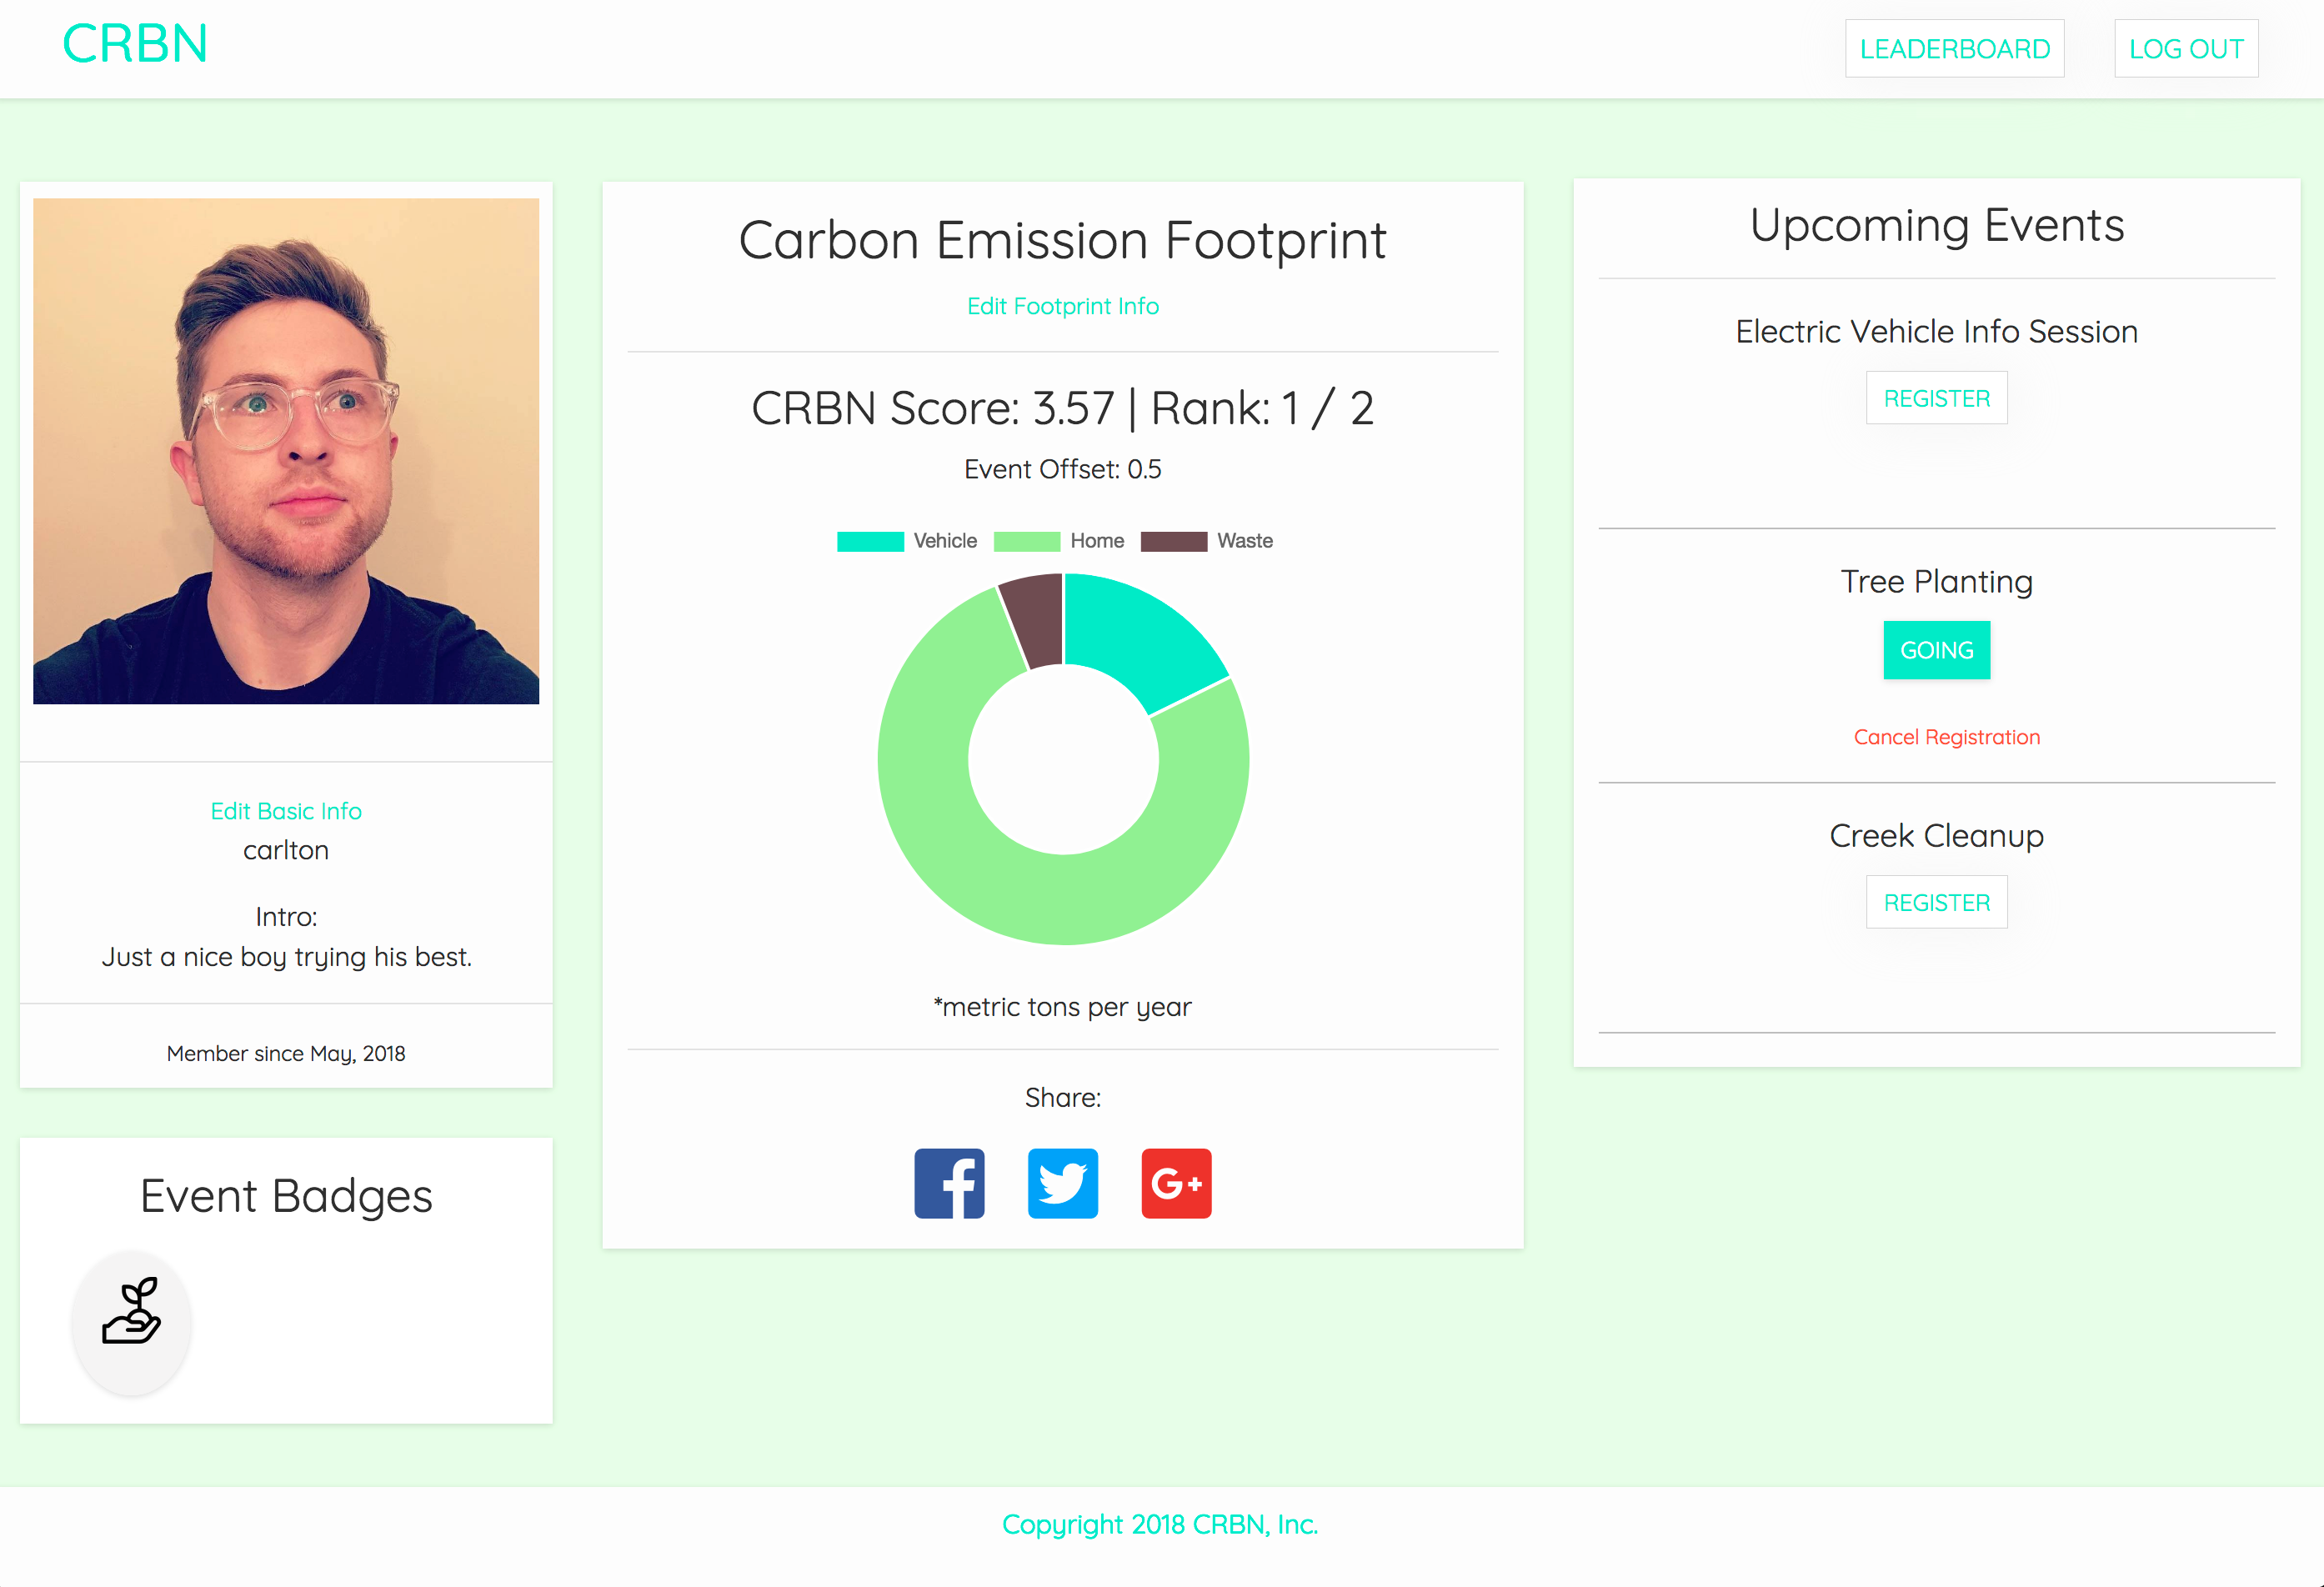 CRBN
LEADERBOARD
LOG OUT
Edit Basic Info
carlton
Intro:
Just a nice boy trying his best.
Member since May, 2018
Event Badges
Carbon Emission Footprint
Edit Footprint Info
CRBN Score: 3.57 | Rank: 1 / 2
Event Offset: 0.5
Vehicle Home Waste
*metric tons per year
Share:
G+
Upcoming Events
Electric Vehicle Info Session
REGISTER
Tree Planting
GOING
Cancel Registration
Creek Cleanup
REGISTER
Copyright 2018 CRBN, Inc.